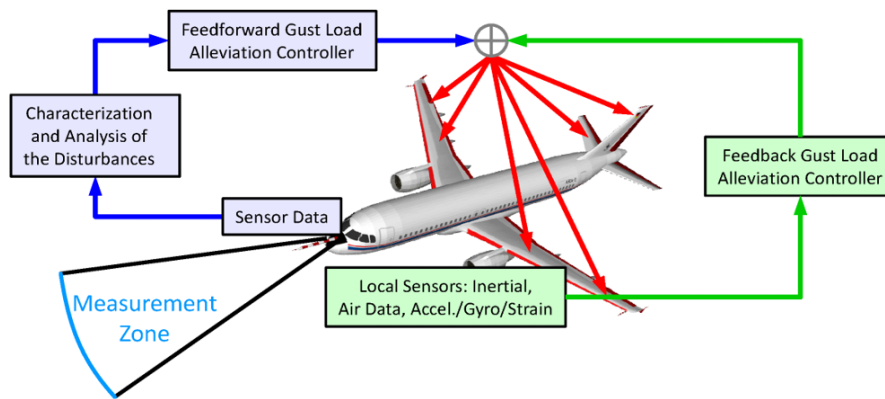 Feedforward Gust Load
Alleviation Controller
Characterization
and Analysis of
the Disturbances
Feedback Gust Load
Alleviation Controller
Sensor Data
Local Sensors: Inertial,
Air Data, Accel./Gyro/Strain
Measurement
Zone